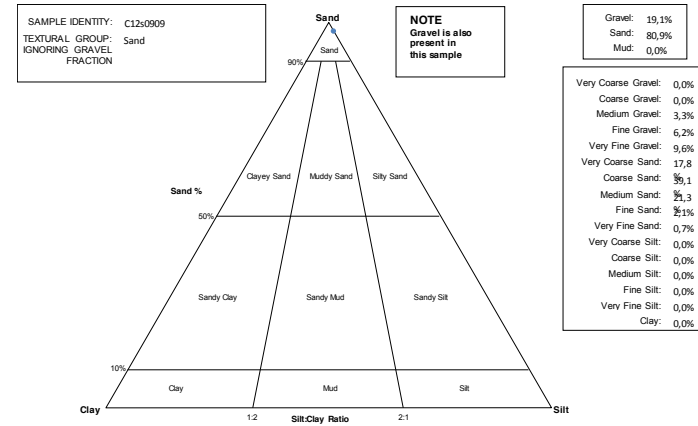 SAMPLE IDENTITY: C12s0909
TEXTURAL GROUP: Sand
IGNORING GRAVEL
FRACTION
Sand
NOTE
Gravel is also
present in
this sample
Gravel: 19,1%
Sand: 80,9%
Mud: 0,0%
Sand
90%
Clayey Sand Muddy Sand Silty Sand
Sand %
50%
Sandy Clay Sandy Mud Sandy Silt
10%
Clay Mud Silt
Clay Silt
1:2 Silt:Clay Ratio 2:1
Very Coarse Gravel: 0,0%
Coarse Gravel: 0,0%
Medium Gravel: 3,3%
Fine Gravel: 6,2%
Very Fine Gravel: 9,6%
Very Coarse Sand: 17,8%
Coarse Sand: 39,1%
Medium Sand: 21,3%
Fine Sand: 2,1%
Very Fine Sand: 0,7%
Very Coarse Silt: 0,0%
Coarse Silt: 0,0%
Medium Silt: 0,0%
Fine Silt: 0,0%
Very Fine Silt: 0,0%
Clay: 0,0%